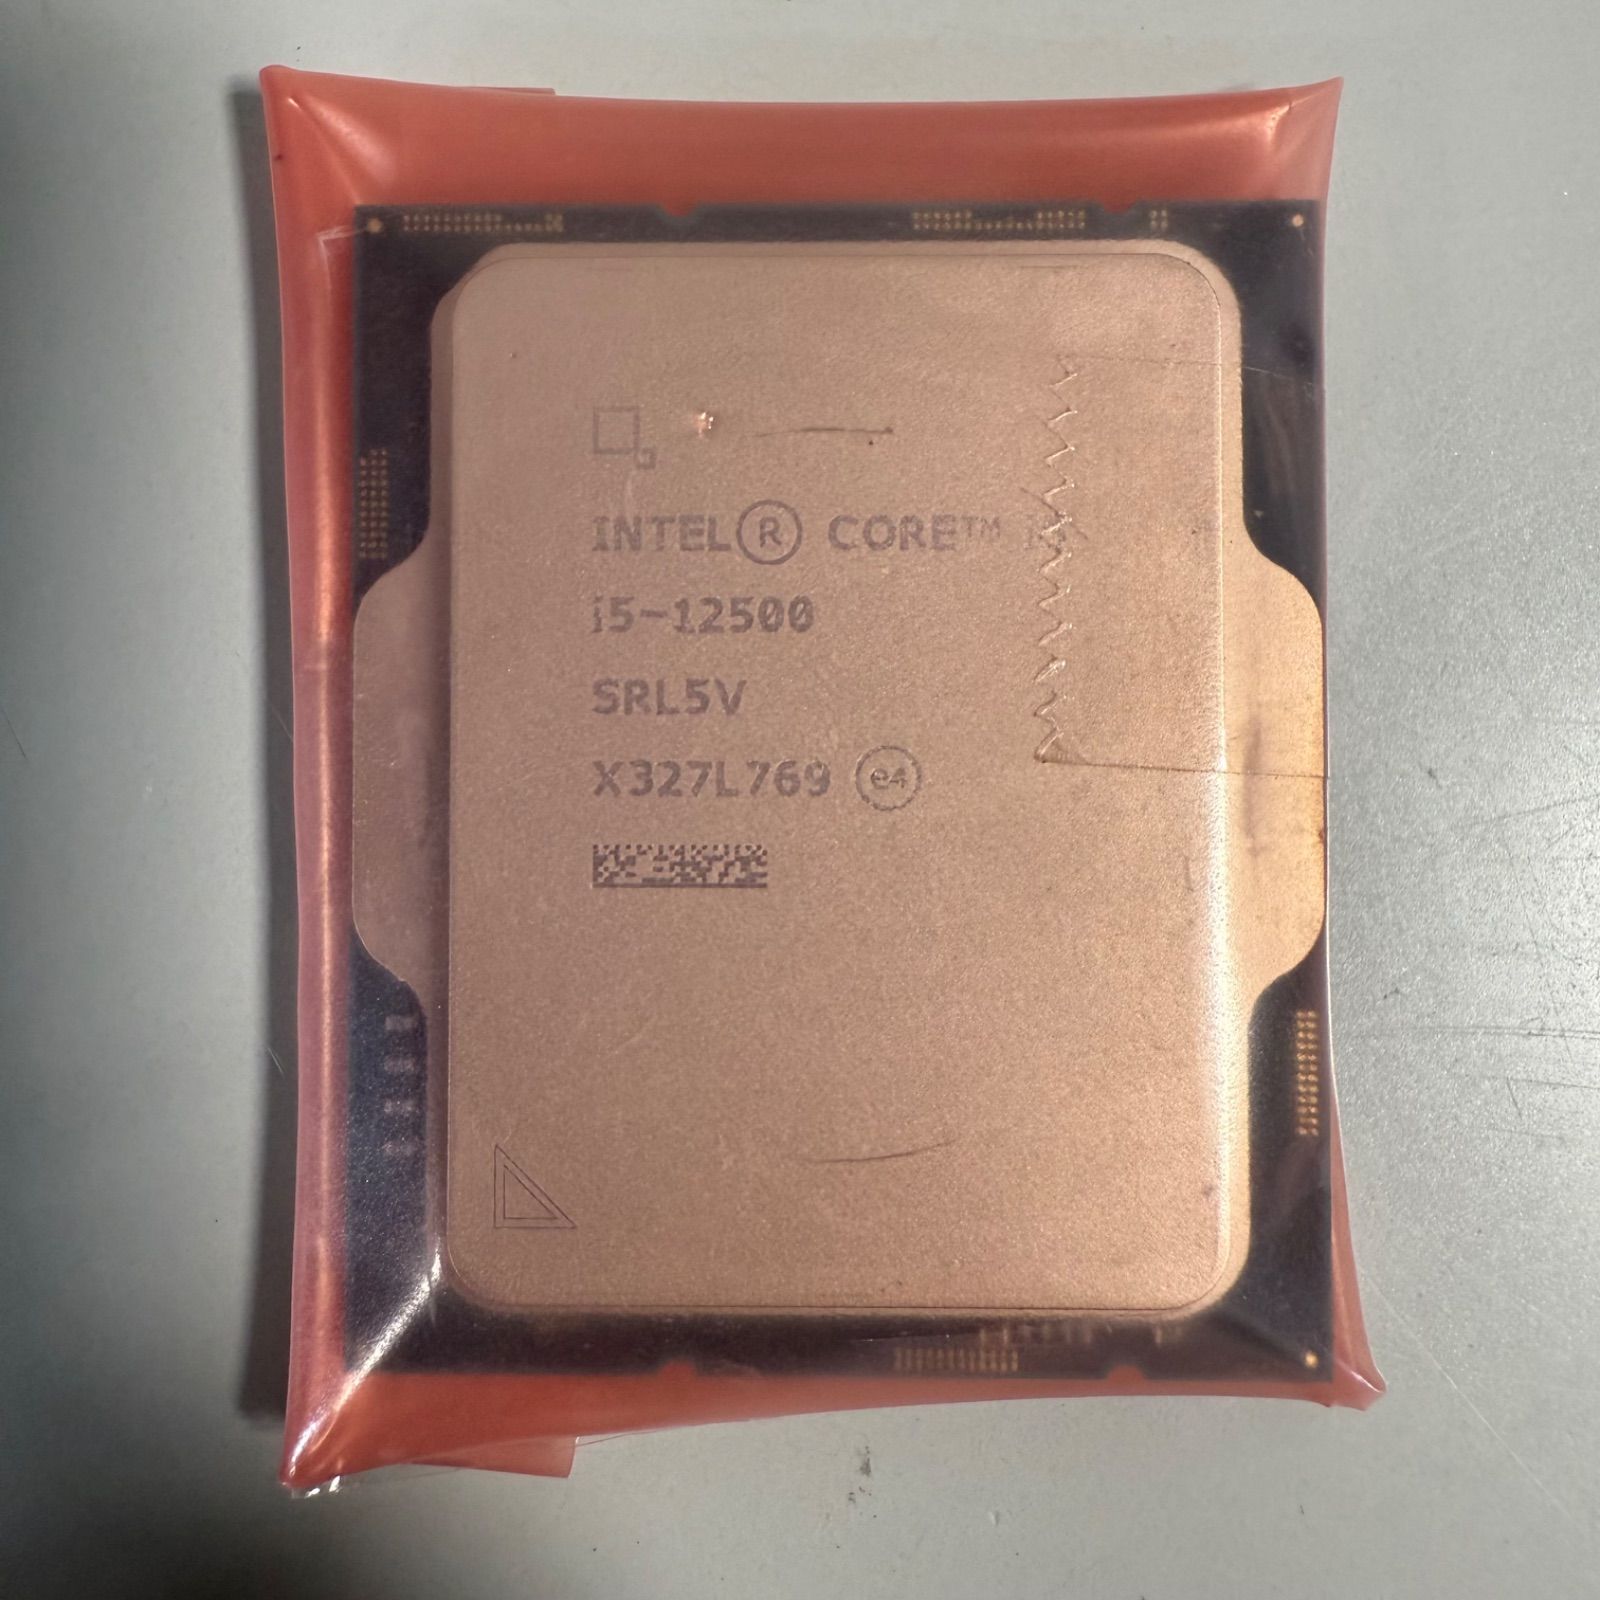 INTEL® CORE™
i5-12500
SRL5V
X327L769 e4